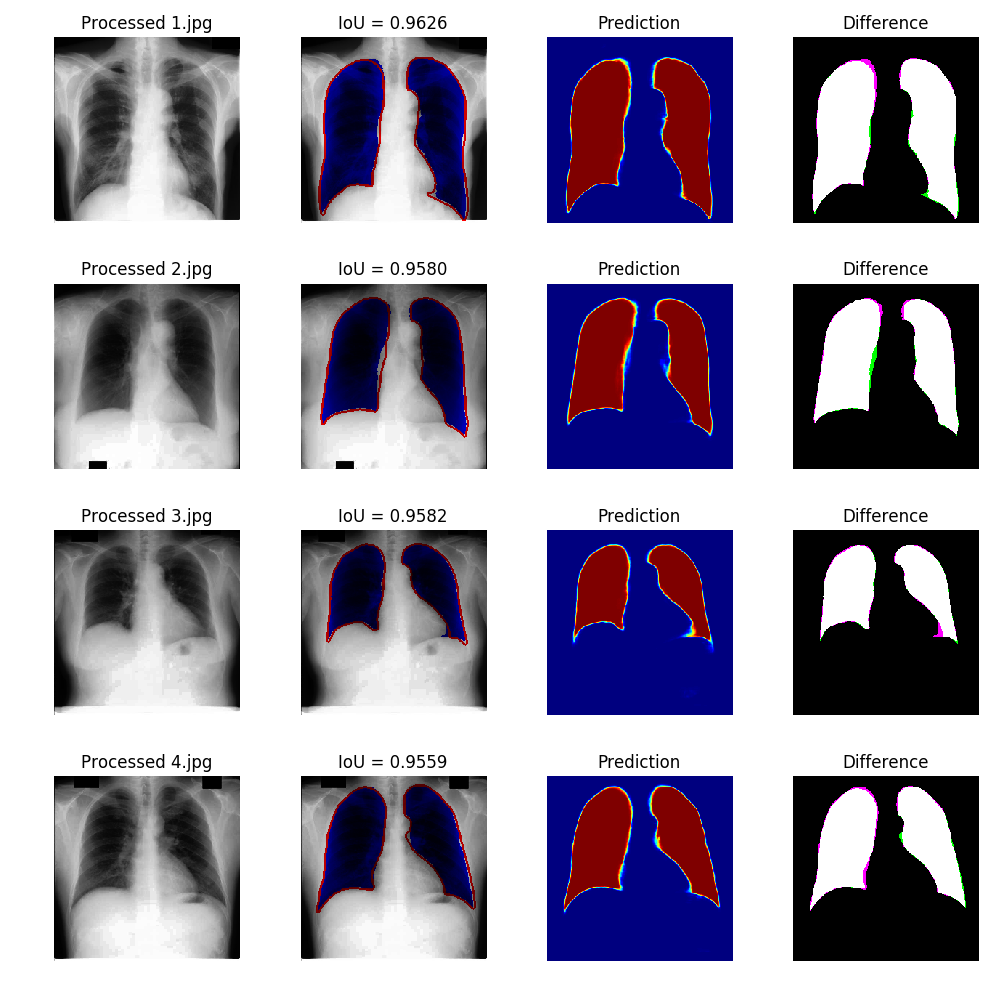 Processed 1.jpg IoU = 0.9626 Prediction Difference
Processed 2.jpg IoU = 0.9580 Prediction Difference
Processed 3.jpg IoU = 0.9582 Prediction Difference
Processed 4.jpg IoU = 0.9559 Prediction Difference